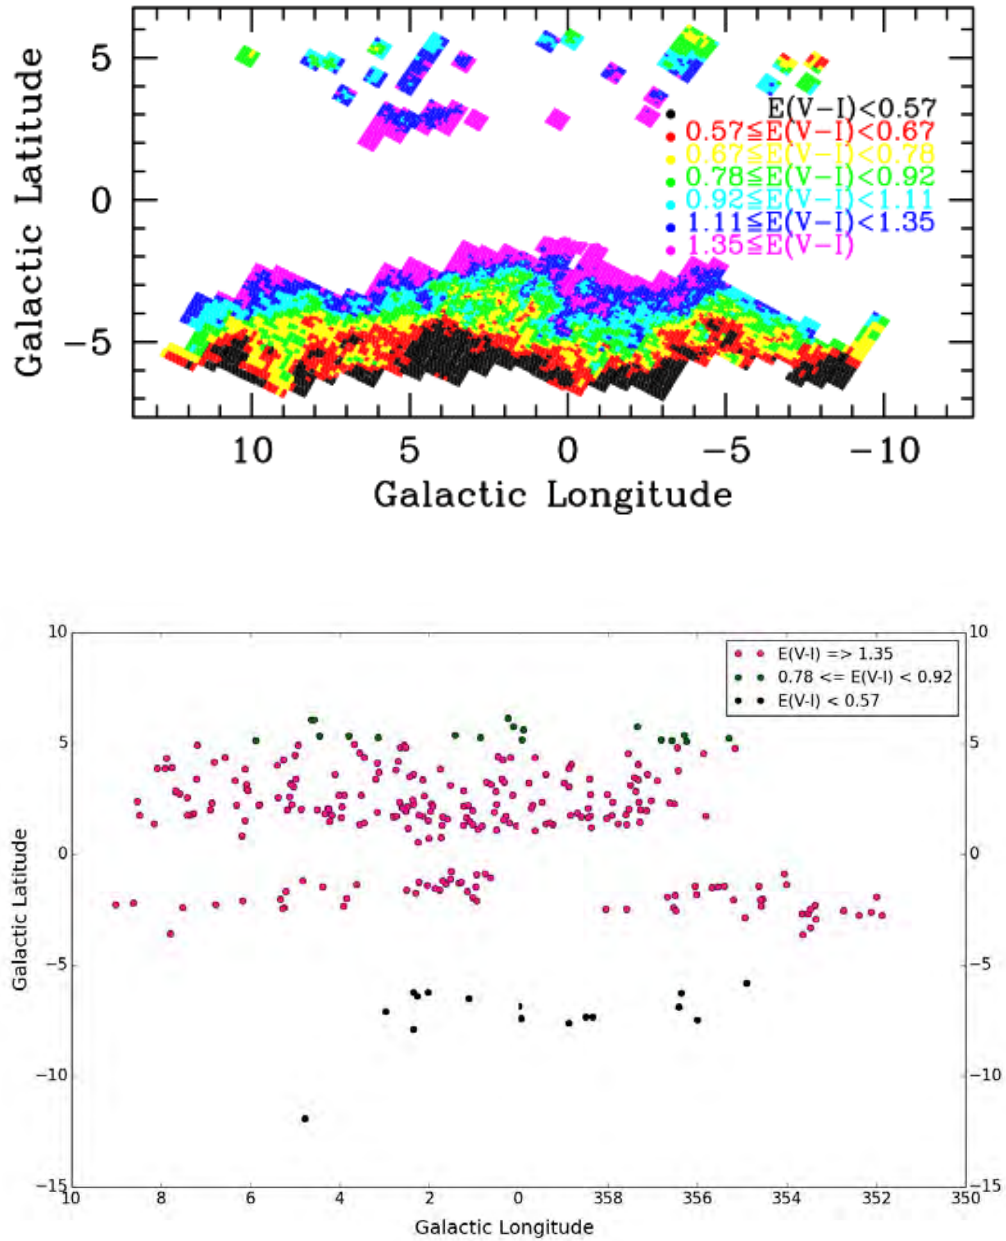 5
0
−5
Galactic Latitude
E(V−I)<0.57
0.57≦E(V−I)<0.67
0.67≦E(V−I)<0.78
0.78≦E(V−I)<0.92
0.92≦E(V−I)<1.11
1.11≦E(V−I)<1.35
1.35≦E(V−I)
10 5 0 −5 −10
Galactic Longitude
10
5
0
−5
−10
−15
Galactic Latitude
E(V-I) => 1.35
0.78 <= E(V-I) < 0.92
E(V-I) < 0.57
10
5
0
−5
−10
−15
10 8 6 4 2 0 358 356 354 352 350
Galactic Longitude